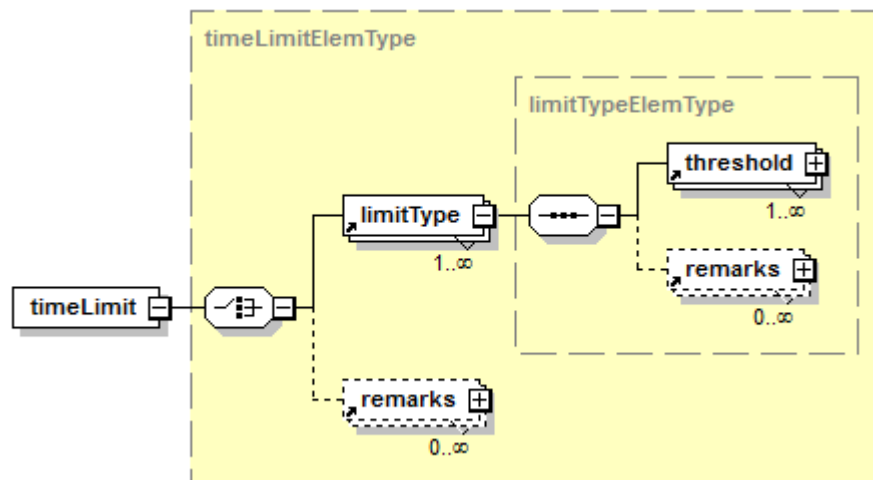 timeLimitElemType
limitTypeElemType
threshold
1..∞
limitType
1..∞
remarks
0..∞
timeLimit
remarks
0..∞